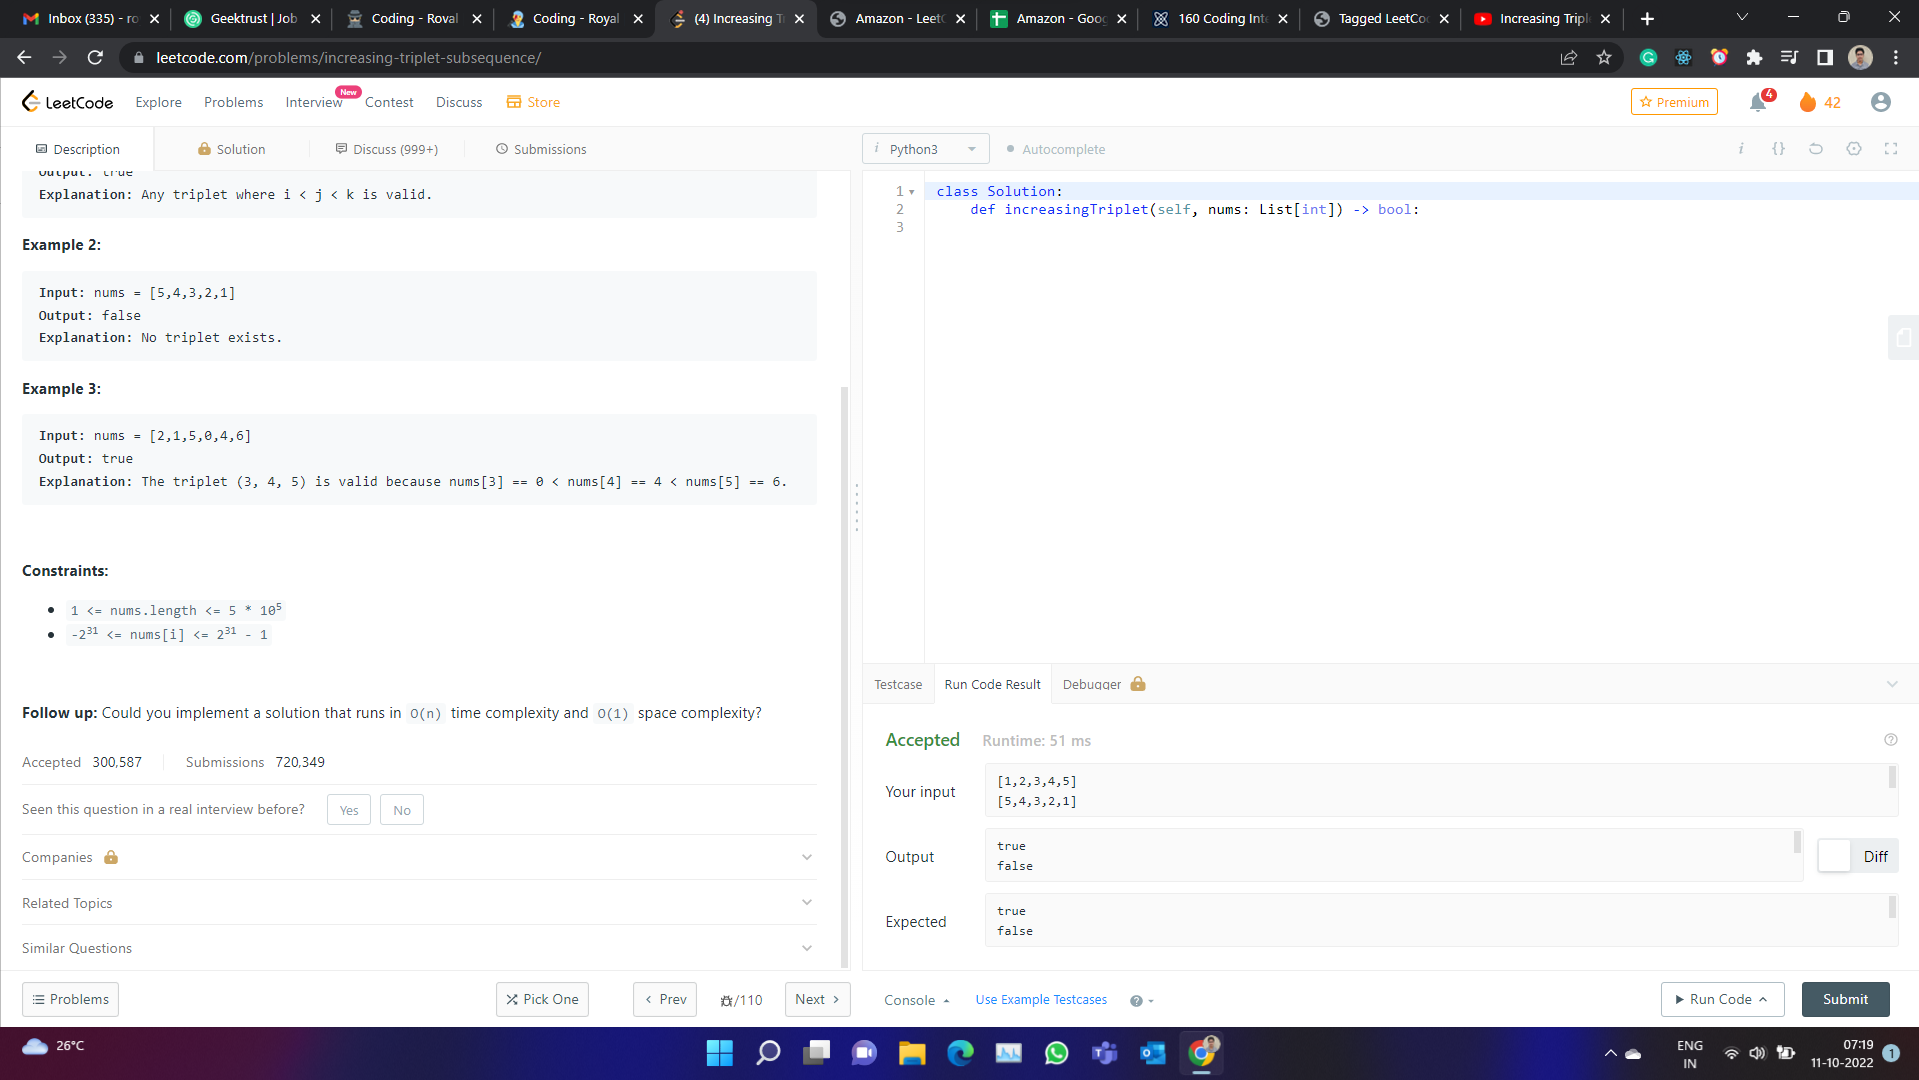 Inbox (335) - ro
Geektrust | Job
Coding - Royal
Coding - Royal
(4) Increasing Tr
Amazon - LeetC
Amazon - Goog
160 Coding Inte
Tagged LeetCo
Increasing Triple
leetcode.com/problems/increasing-triplet-subsequence/
LeetCode
Explore
Problems
Interview
New
Contest
Discuss
Store
Premium
4
42
Description
Solution
Discuss (999+)
Submissions
Python3
Autocomplete
Output: true
Explanation: Any triplet where i < j < k is valid.
Example 2:
Input: nums = [5,4,3,2,1]
Output: false
Explanation: No triplet exists.
Example 3:
Input: nums = [2,1,5,0,4,6]
Output: true
Explanation: The triplet (3, 4, 5) is valid because nums[3] == 0 < nums[4] == 4 < nums[5] == 6.
Constraints:
1 <= nums.length <= 5 * 10⁵
-2³¹ <= nums[i] <= 2³¹ - 1
Follow up: Could you implement a solution that runs in O(n) time complexity and O(1) space complexity?
Accepted 300,587 Submissions 720,349
Seen this question in a real interview before? Yes No
Companies
Related Topics
Similar Questions
Problems
Pick One
< Prev
/110
Next >
1 class Solution:
2 def increasingTriplet(self, nums: List[int]) -> bool:
3
Testcase
Run Code Result
Debugger
Accepted Runtime: 51 ms
Your input
[1,2,3,4,5]
[5,4,3,2,1]
Output
true
false
Diff
Expected
true
false
Console
Use Example Testcases
Run Code
Submit
26°C
ENG
IN
07:19
11-10-2022
1